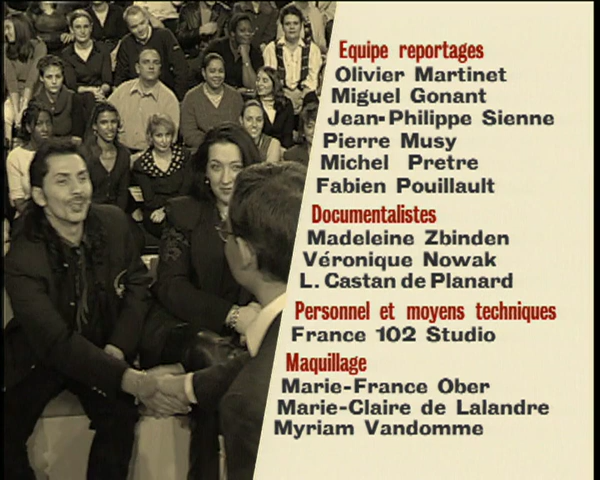 Equipe reportages
Olivier Martinet
Miguel Gonant
Jean-Philippe Sienne
Pierre Musy
Michel Pretre
Fabien Pouillault
Documentalistes
Madeleine Zbinden
Véronique Nowak
L. Castan de Planard
Personnel et moyens techniques
France 102 Studio
Maquillage
Marie-France Ober
Marie-Claire de Lalandre
Myriam Vandomme